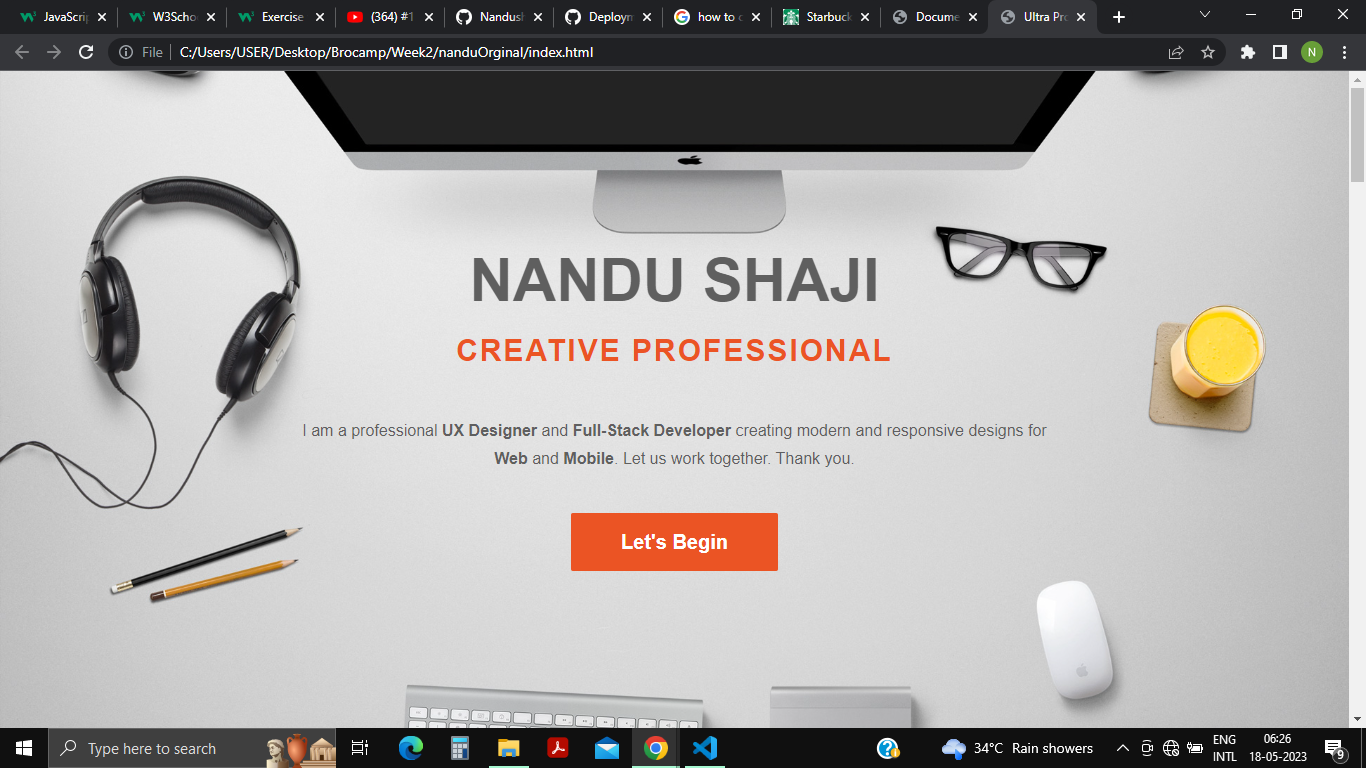 JavaScrip
W3Schoo
Exercise
(364) #1
Nandush
Deploym
how to c
Starbuck
Docume
Ultra Pro
File
C:/Users/USER/Desktop/Brocamp/Week2/nanduOrginal/index.html
N
NANDU SHAJI
CREATIVE PROFESSIONAL
I am a professional UX Designer and Full-Stack Developer creating modern and responsive designs for
Web and Mobile. Let us work together. Thank you.
Let's Begin
Type here to search
34°C Rain showers
ENG
INTL
06:26
18-05-2023
9